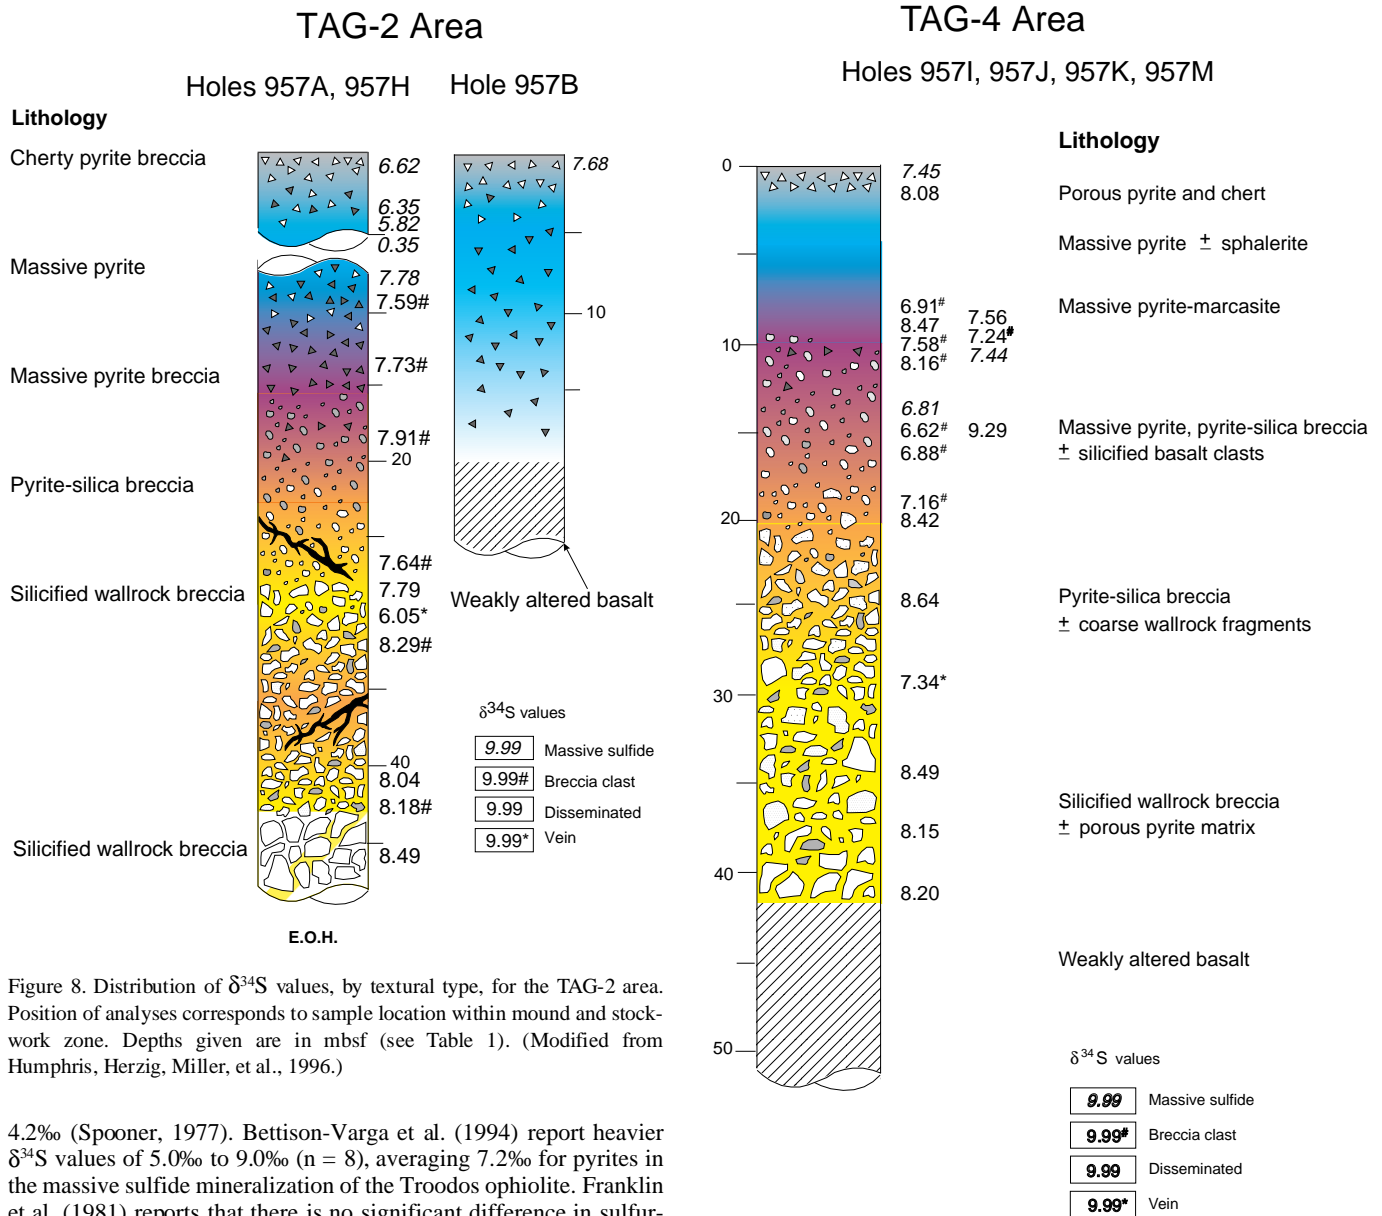 TAG-2 Area
Holes 957A, 957H
Hole 957B
Lithology
Cherty pyrite breccia
Massive pyrite
Massive pyrite breccia
Pyrite-silica breccia
Silicified wallrock breccia
Silicified wallrock breccia
6.62
6.35
5.82
0.35
7.78
7.59#
7.73#
7.91#
20
7.64#
7.79
6.05*
8.29#
40
8.04
8.18#
8.49
E.O.H.
7.68
10
Weakly altered basalt
δ34S values
9.99 Massive sulfide
9.99# Breccia clast
9.99 Disseminated
9.99* Vein
Figure 8. Distribution of δ34S values, by textural type, for the TAG-2 area.
Position of analyses corresponds to sample location within mound and stock-
work zone. Depths given are in mbsf (see Table 1). (Modified from
Humphris, Herzig, Miller, et al., 1996.)
4.2‰ (Spooner, 1977). Bettison-Varga et al. (1994) report heavier
δ34S values of 5.0‰ to 9.0‰ (n = 8), averaging 7.2‰ for pyrites in
the massive sulfide mineralization of the Troodos ophiolite. Franklin
et al. (1981) reports that there is no significant difference in sulfur-
TAG-4 Area
Holes 957I, 957J, 957K, 957M
0
10
20
30
40
50
7.45
8.08
6.91#
8.47 7.56
7.58# 7.24#
8.16# 7.44
6.81
6.62# 9.29
6.88#
7.16#
8.42
8.64
7.34*
8.49
8.15
8.20
Lithology
Porous pyrite and chert
Massive pyrite ± sphalerite
Massive pyrite-marcasite
Massive pyrite, pyrite-silica breccia
± silicified basalt clasts
Pyrite-silica breccia
± coarse wallrock fragments
Silicified wallrock breccia
± porous pyrite matrix
Weakly altered basalt
δ34S values
9.99 Massive sulfide
9.99# Breccia clast
9.99 Disseminated
9.99* Vein